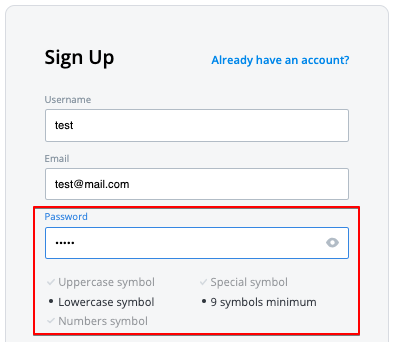 Sign Up
Already have an account?
Username
test
Email
test@mail.com
Password
•••••
Uppercase symbol
Special symbol
• Lowercase symbol
• 9 symbols minimum
Numbers symbol